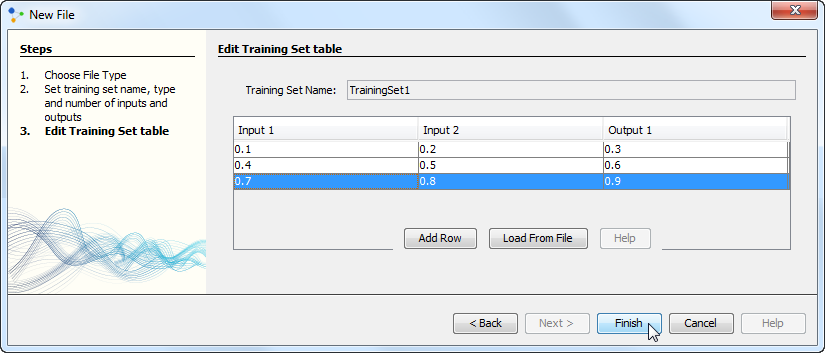 New File
Steps
1. Choose File Type
2. Set training set name, type
and number of inputs and
outputs
3. Edit Training Set table
Edit Training Set table
Training Set Name: TrainingSet1
Input 1 Input 2 Output 1
0.1 0.2 0.3
0.4 0.5 0.6
0.7 0.8 0.9
Add Row Load From File Help
< Back Next > Finish Cancel Help